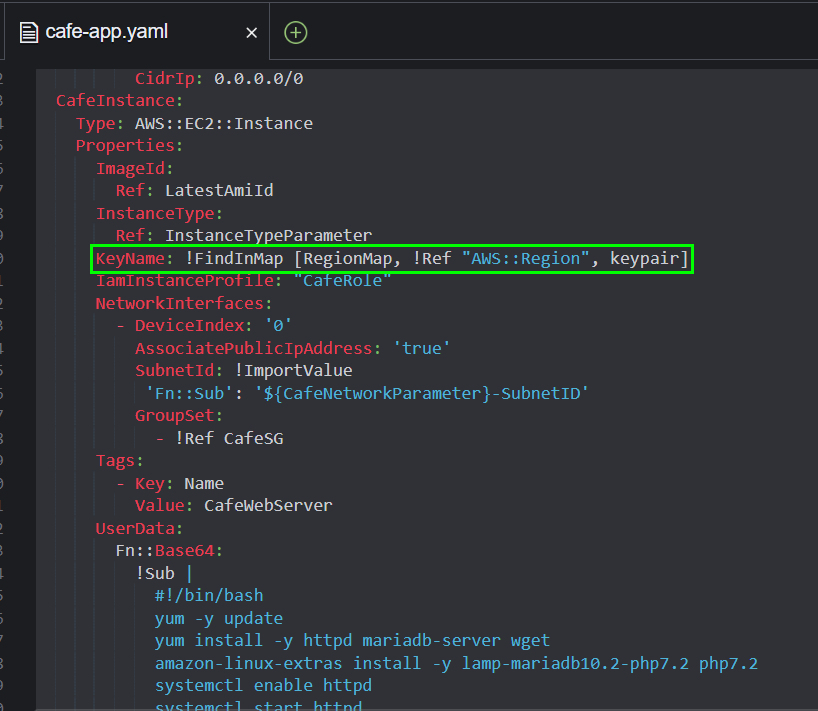 cafe-app.yaml
CidrIp: 0.0.0.0/0
CafeInstance:
Type: AWS::EC2::Instance
Properties:
ImageId:
Ref: LatestAmiId
InstanceType:
Ref: InstanceTypeParameter
KeyName: !FindInMap [RegionMap, !Ref "AWS::Region", keypair]
IamInstanceProfile: "CafeRole"
NetworkInterfaces:
- DeviceIndex: '0'
AssociatePublicIpAddress: 'true'
SubnetId: !ImportValue
'Fn::Sub': '${CafeNetworkParameter}-SubnetID'
GroupSet:
- !Ref CafeSG
Tags:
- Key: Name
Value: CafeWebServer
UserData:
Fn::Base64:
!Sub |
#!/bin/bash
yum -y update
yum install -y httpd mariadb-server wget
amazon-linux-extras install -y lamp-mariadb10.2-php7.2 php7.2
systemctl enable httpd
systemctl start httpd